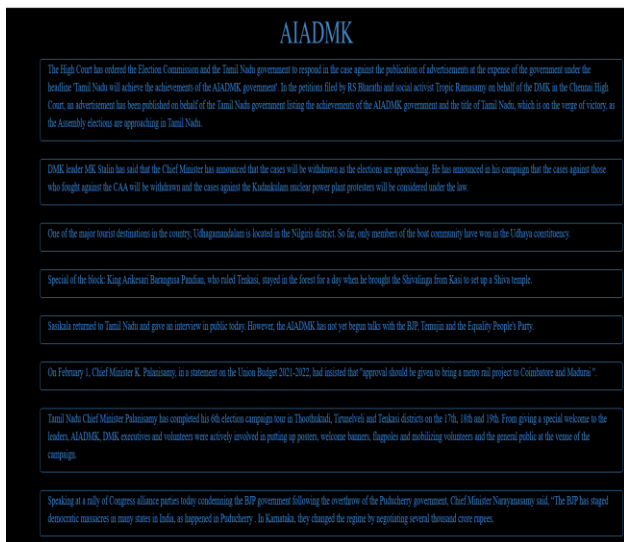 AIADMK
The High Court has ordered the Election Commission and the Tamil Nadu government to respond in the case against the publication of advertisements at the expense of the government under the
headline 'Tamil Nadu will achieve the achievements of the AIADMK government'. In the petitions filed by RS Bharathi and social activist Tropic Ramasamy on behalf of the DMK in the Chennai High
Court, an advertisement has been published on behalf of the Tamil Nadu government listing the achievements of the AIADMK government and the title of Tamil Nadu, which is on the verge of victory, as
the Assembly elections are approaching in Tamil Nadu.
DMK leader MK Stalin has said that the Chief Minister has announced that the cases will be withdrawn as the elections are approaching. He has announced in his campaign that the cases against those
who fought against the CAA will be withdrawn and the cases against the Kudankulam nuclear power plant protesters will be considered under the law.
One of the major tourist destinations in the country, Udhagamandalam is located in the Nilgiris district. So far, only members of the boat community have won in the Udhaya constituency.
Special of the block: King Arikesari Barangusa Pandian, who ruled Tenkasi, stayed in the forest for a day when he brought the Shivalinga from Kasi to set up a Shiva temple.
Sasikala returned to Tamil Nadu and gave an interview in public today. However, the AIADMK has not yet begun talks with the BJP, Temujin and the Equality People's Party.
On February 1, Chief Minister K. Palanisamy, in a statement on the Union Budget 2021-2022, had insisted that "approval should be given to bring a metro rail project to Coimbatore and Madurai ".
Tamil Nadu Chief Minister Palanisamy has completed his 6th election campaign tour in Thoothukudi, Tirunelveli and Tenkasi districts on the 17th, 18th and 19th. From giving a special welcome to the
leaders, AIADMK, DMK executives and volunteers were actively involved in putting up posters, welcome banners, flagpoles and mobilizing volunteers and the general public at the venue of the
campaign.
Speaking at a rally of Congress alliance parties today condemning the BJP government following the overthrow of the Puducherry government, Chief Minister Narayanasamy said, "The BJP has staged
democratic massacres in many states in India, as happened in Puducherry . In Karnataka, they changed the regime by negotiating several thousand crore rupees.